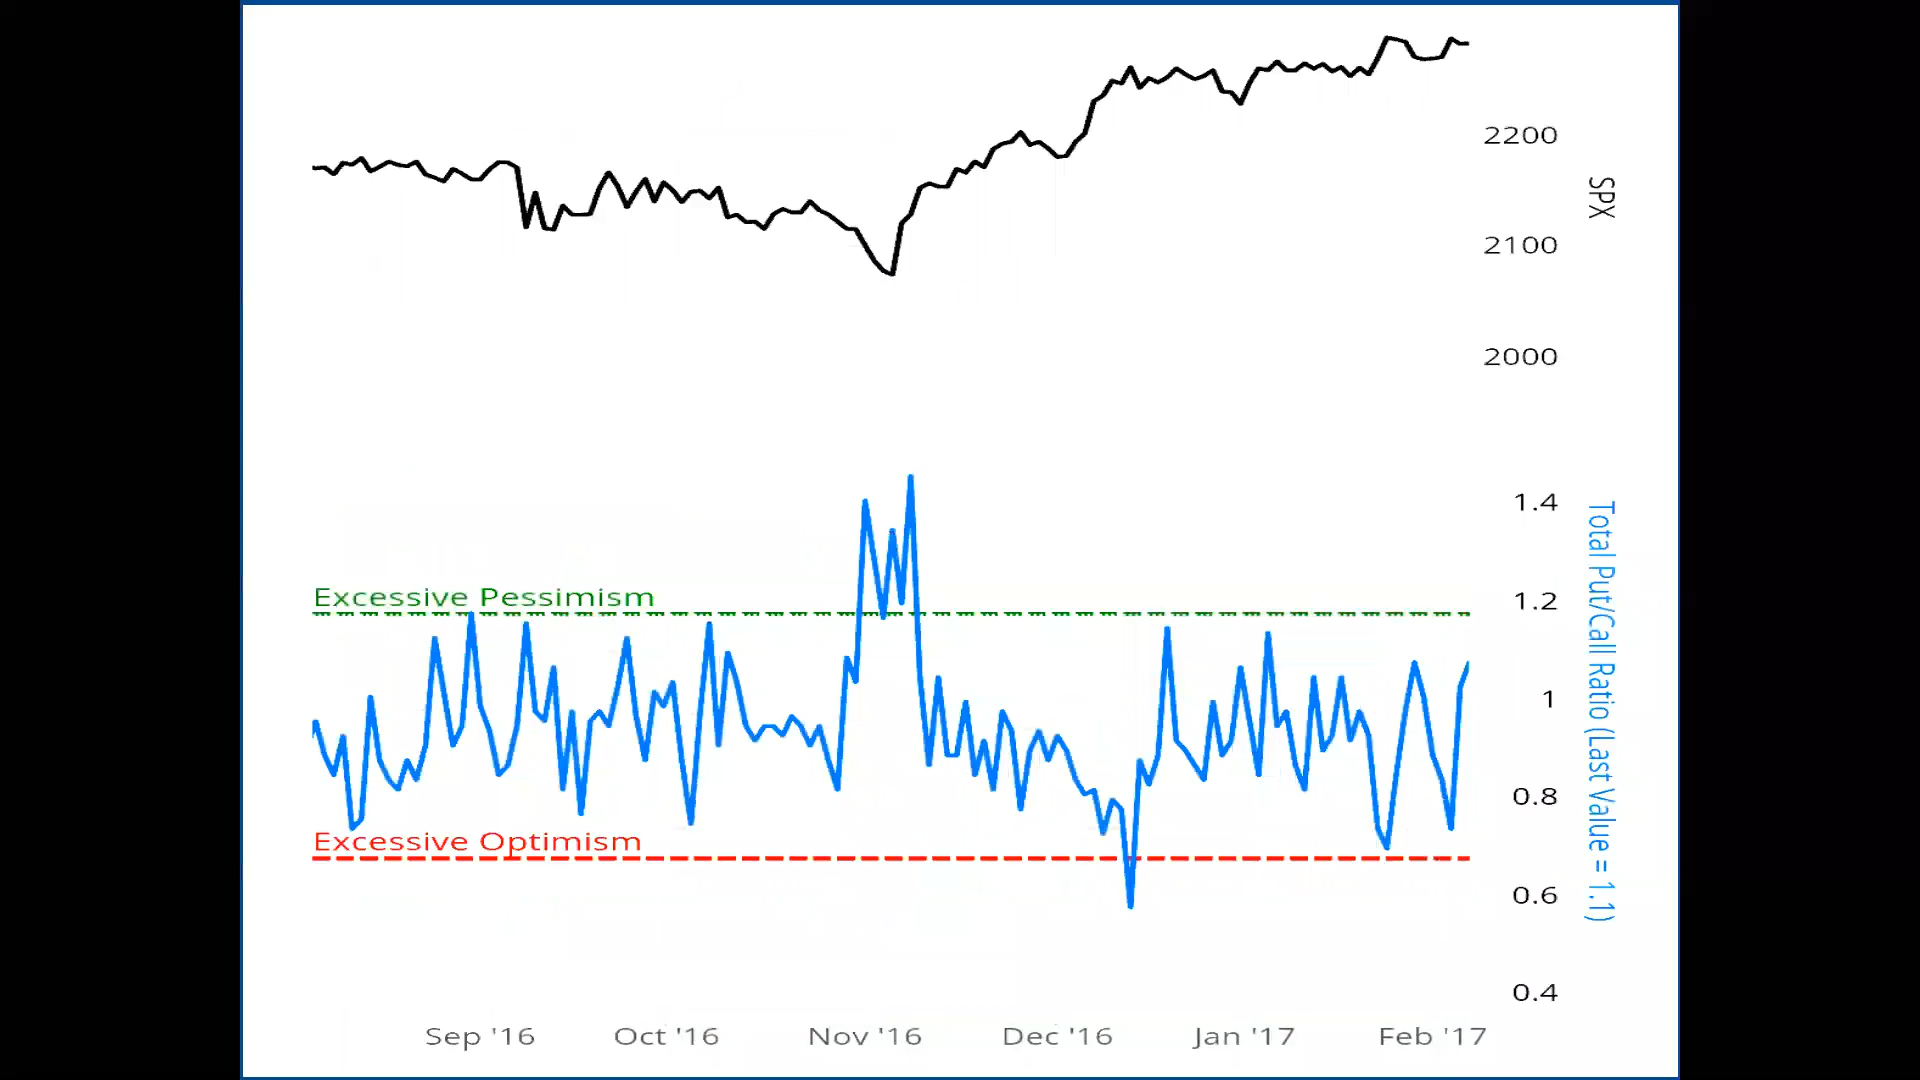 2200
SPX
2100
2000
1.4
Total Put/Call Ratio (Last Value = 1.1)
Excessive Pessimism
1.2
1
0.8
Excessive Optimism
0.6
0.4
Sep '16 Oct '16 Nov '16 Dec '16 Jan '17 Feb '17